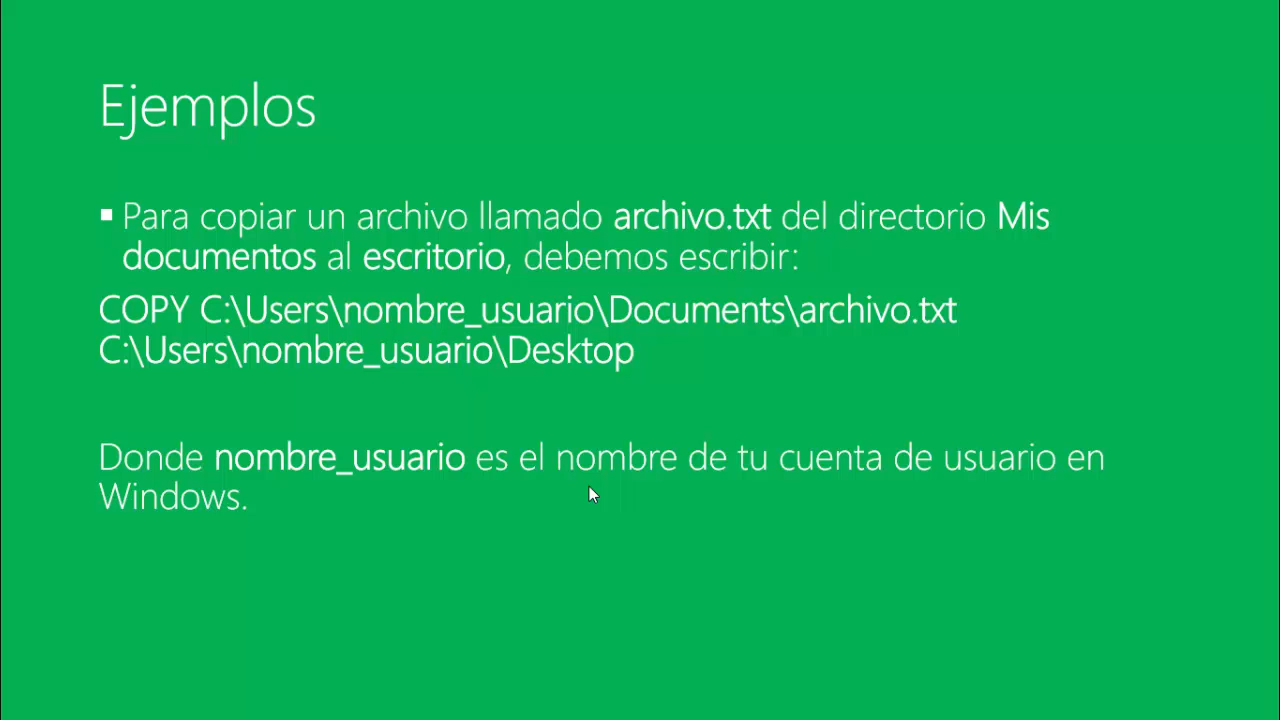 Ejemplos
▪ Para copiar un archivo llamado archivo.txt del directorio Mis
documentos al escritorio, debemos escribir:
COPY C:\Users\nombre_usuario\Documents\archivo.txt
C:\Users\nombre_usuario\Desktop
Donde nombre_usuario es el nombre de tu cuenta de usuario en
Windows.